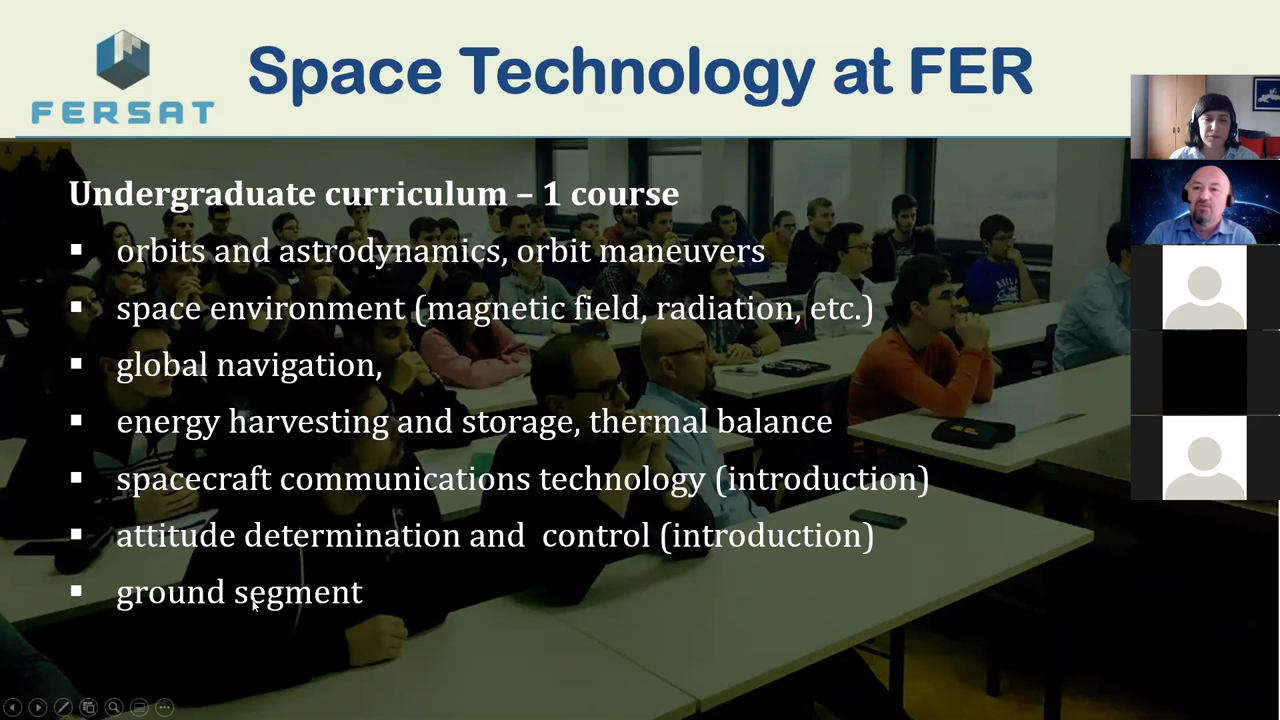 FERSAT
Space Technology at FER
Undergraduate curriculum – 1 course
▪ orbits and astrodynamics, orbit maneuvers
▪ space environment (magnetic field, radiation, etc.)
▪ global navigation,
▪ energy harvesting and storage, thermal balance
▪ spacecraft communications technology (introduction)
▪ attitude determination and  control (introduction)
▪ ground segment